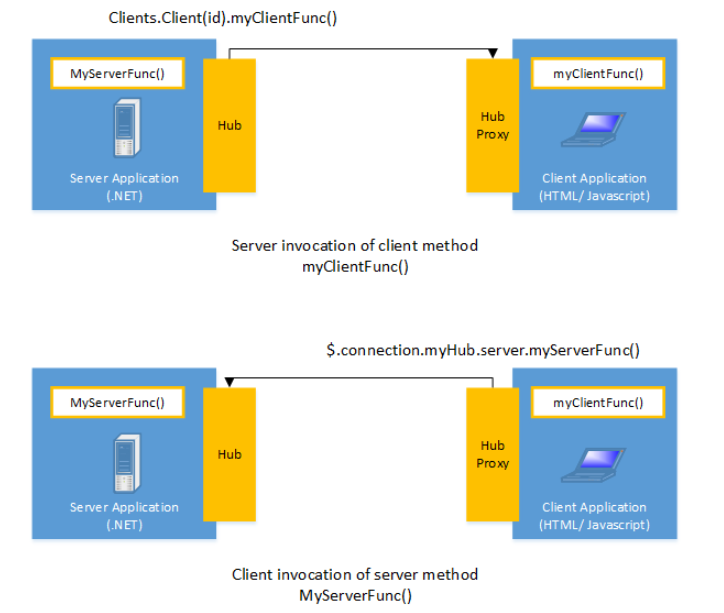 Clients.Client(id).myClientFunc()
MyServerFunc()
Hub
Server Application
(.NET)
Hub
Proxy
myClientFunc()
Client Application
(HTML/ Javascript)
Server invocation of client method
myClientFunc()
$.connection.myHub.server.myServerFunc()
MyServerFunc()
Hub
Server Application
(.NET)
Hub
Proxy
myClientFunc()
Client Application
(HTML/ Javascript)
Client invocation of server method
MyServerFunc()